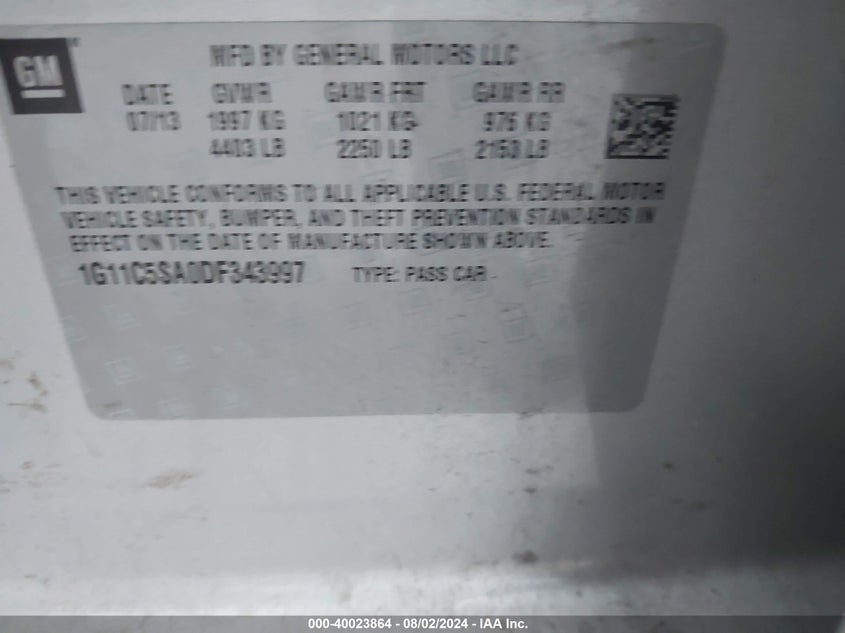 GM
MFD BY GENERAL MOTORS LLC
DATE GVWR GAWR FRT GAWR RR
07/13 1997 KG 1021 KG 976 KG
4403 LB 2250 LB 2153 LB
THIS VEHICLE CONFORMS TO ALL APPLICABLE U.S. FEDERAL MOTOR
VEHICLE SAFETY, BUMPER, AND THEFT PREVENTION STANDARDS IN
EFFECT ON THE DATE OF MANUFACTURE SHOWN ABOVE.
1G11C5SA0DF343997 TYPE: PASS CAR
000-40023864 - 08/02/2024 - IAA Inc.